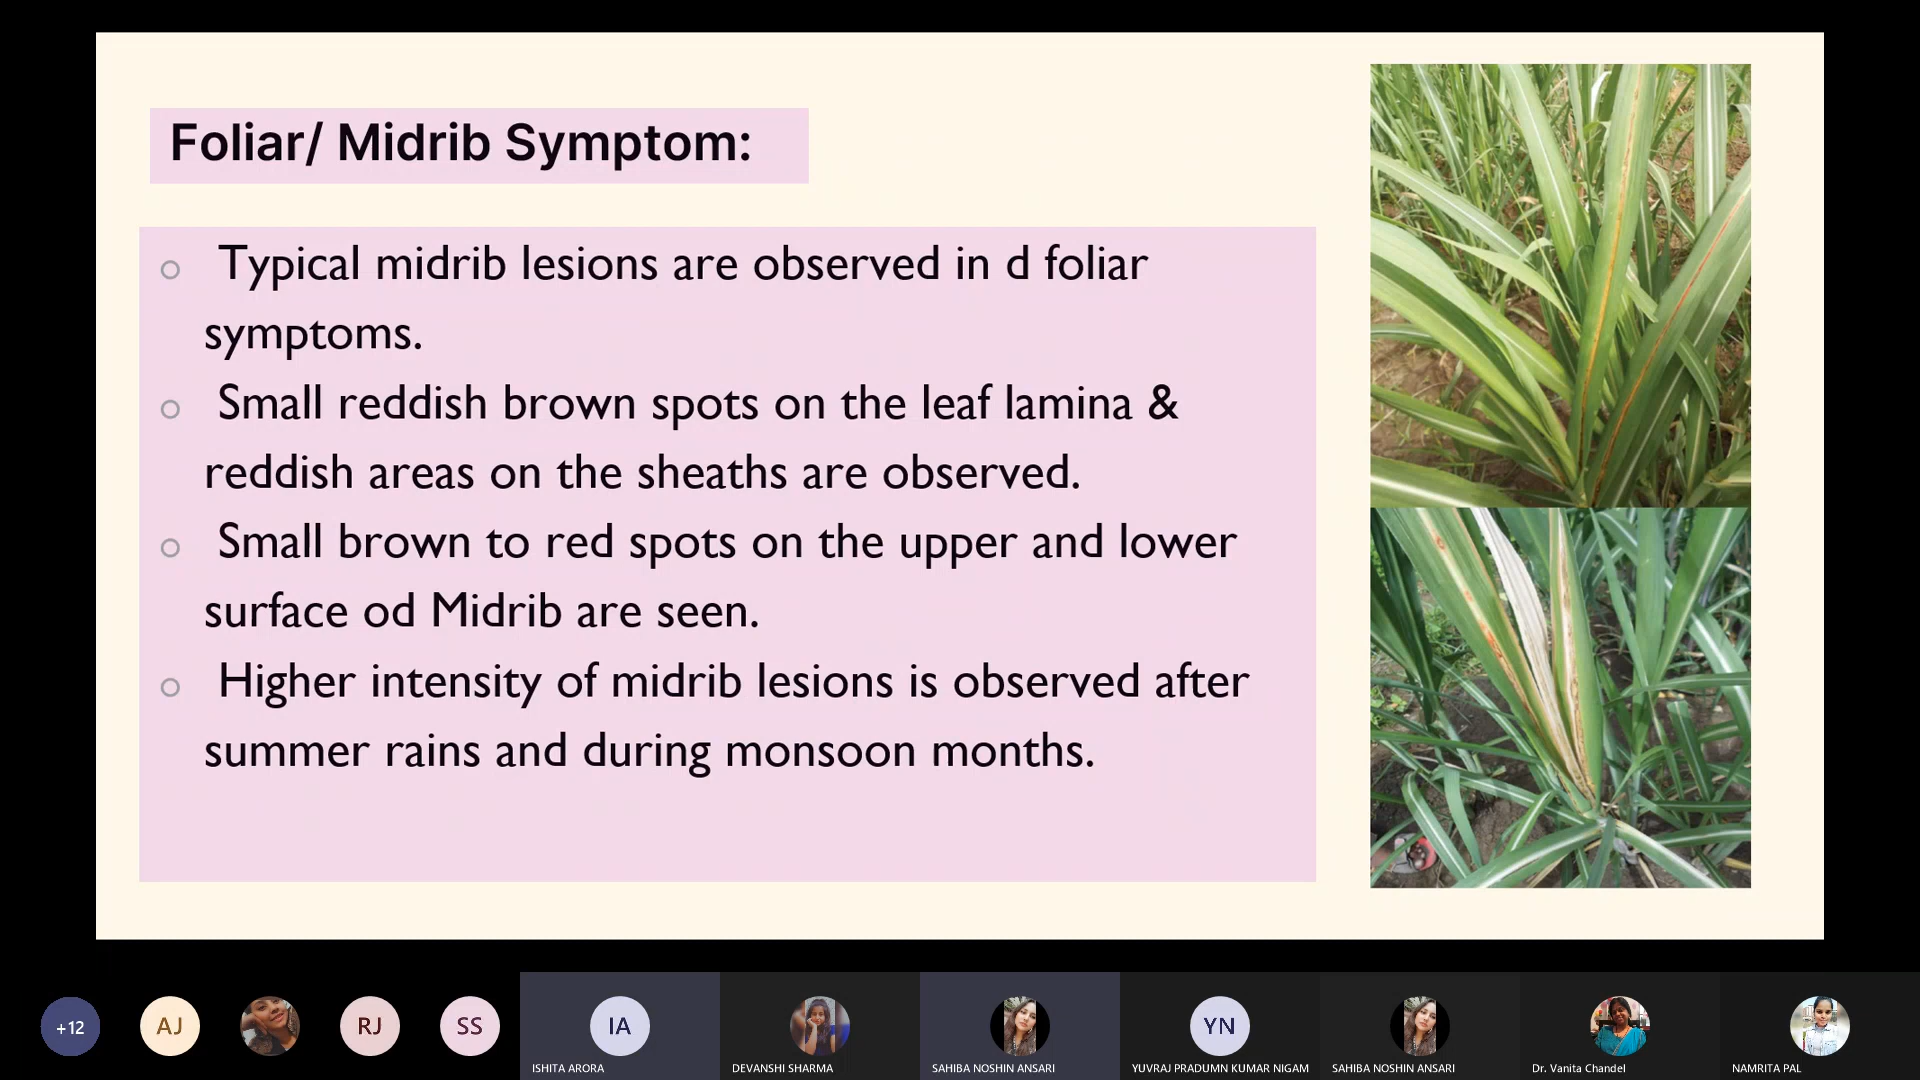 Foliar/ Midrib Symptom:
Typical midrib lesions are observed in d foliar
symptoms.
Small reddish brown spots on the leaf lamina &
reddish areas on the sheaths are observed.
Small brown to red spots on the upper and lower
surface od Midrib are seen.
Higher intensity of midrib lesions is observed after
summer rains and during monsoon months.
+12
AJ
RJ
SS
IA
YN
ISHITA ARORA
DEVANSHI SHARMA
SAHIBA NOSHIN ANSARI
YUVRAJ PRADUMN KUMAR NIGAM
SAHIBA NOSHIN ANSARI
Dr. Vanita Chandel
NAMRITA PAL